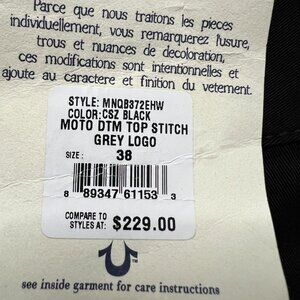 Parce que nous traitons les pieces
individuellement, vous remarquerez l'usure,
trous et nuances de decoloration,
ces modifications sont intentionnelles et
ajoute au caractere et finition du vetement.
STYLE: MNQB372EHW
COLOR:CSZ BLACK
MOTO DTM TOP STITCH
GREY LOGO
SIZE: 38
8 89347 61153 3
COMPARE TO
STYLES AT: $229.00
see inside garment for care instructions